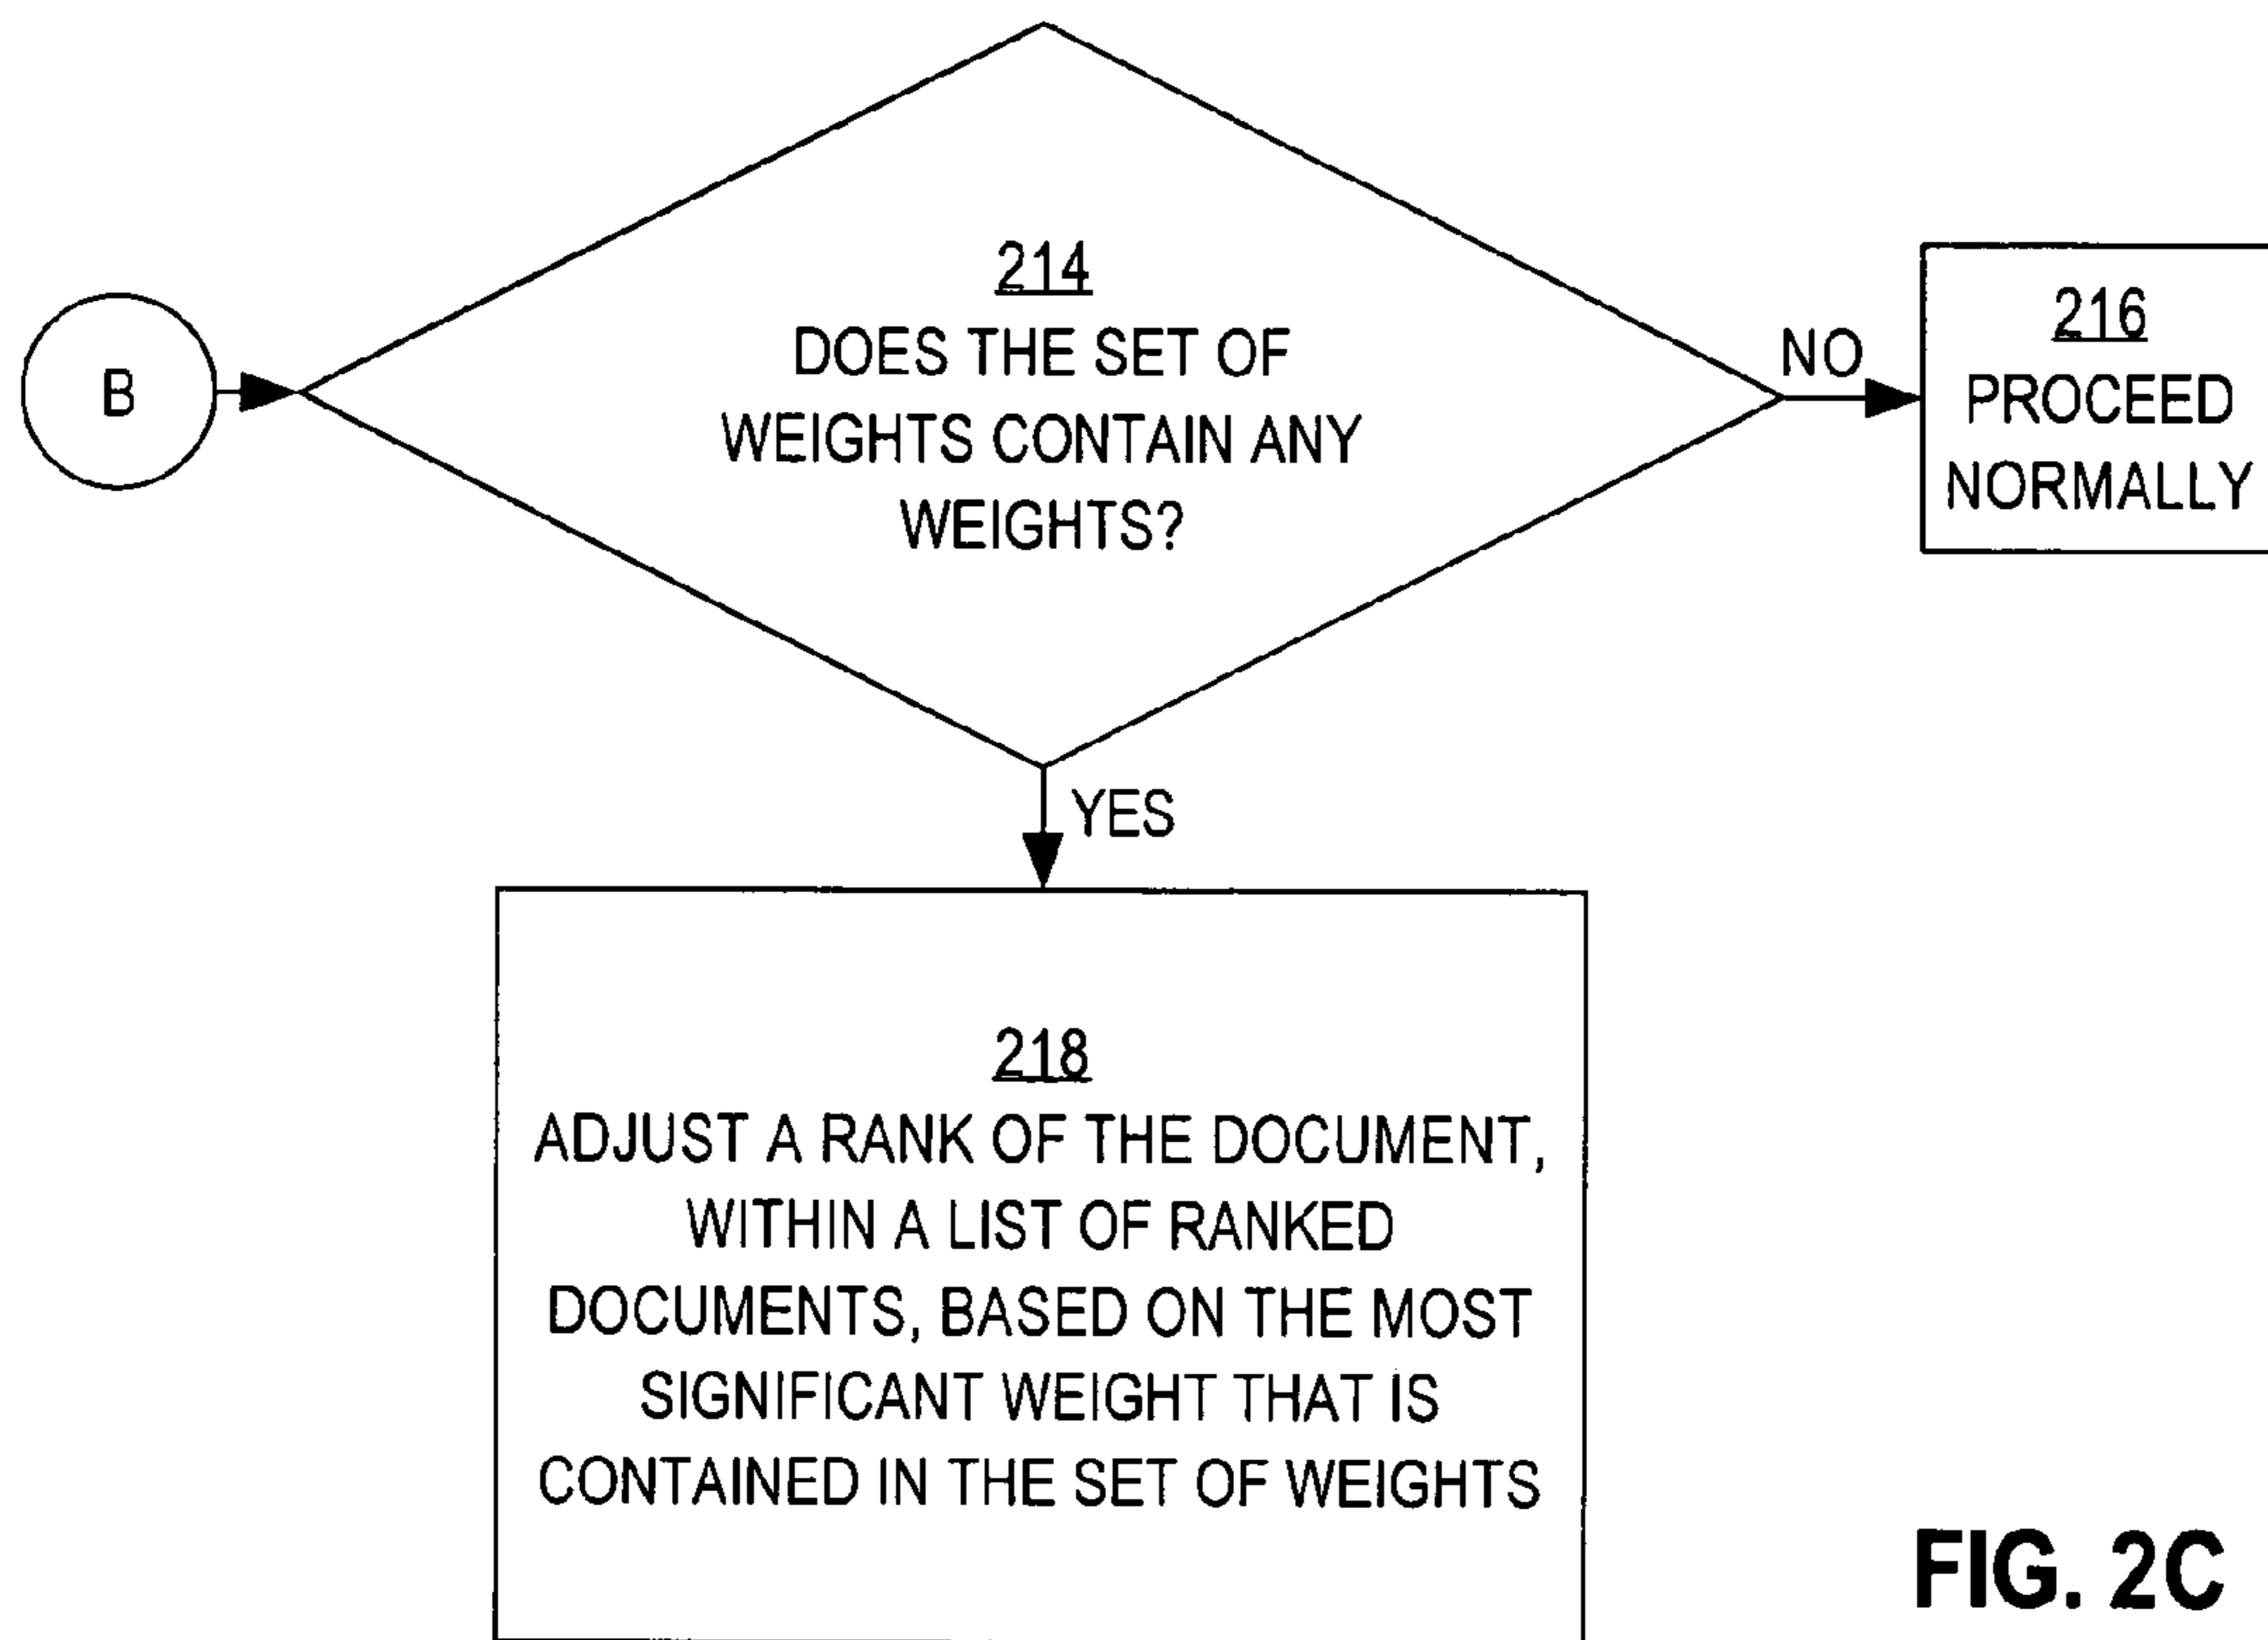 B
214
DOES THE SET OF
WEIGHTS CONTAIN ANY
WEIGHTS?
NO
216
PROCEED
NORMALLY
YES
218
ADJUST A RANK OF THE DOCUMENT,
WITHIN A LIST OF RANKED
DOCUMENTS, BASED ON THE MOST
SIGNIFICANT WEIGHT THAT IS
CONTAINED IN THE SET OF WEIGHTS
FIG. 2C